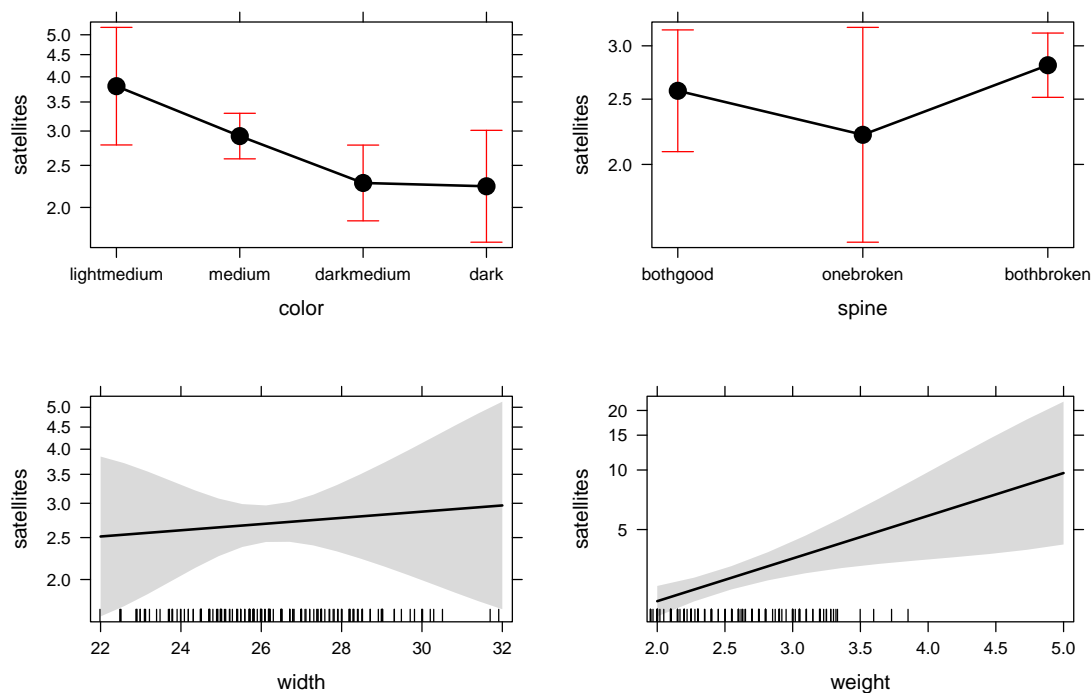 satellites
5.0
4.5
4.0
3.5
3.0
2.5
2.0
lightmedium medium darkmedium dark
color
satellites
3.0
2.5
2.0
bothgood onebroken bothbroken
spine
satellites
5.0
4.5
4.0
3.5
3.0
2.5
2.0
22 24 26 28 30 32
width
satellites
20
15
10
5
2.0 2.5 3.0 3.5 4.0 4.5 5.0
weight